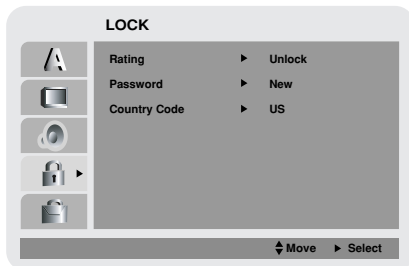 LOCK
Rating ► Unlock
Password ► New
Country Code ► US
Move ► Select